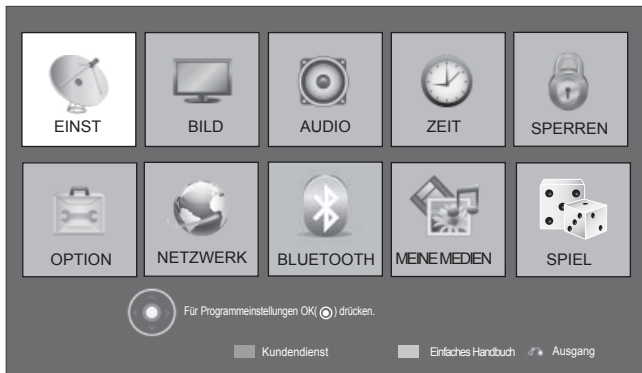 EINST BILD AUDIO ZEIT SPERREN
OPTION NETZWERK BLUETOOTH MEINE MEDIEN SPIEL
Für Programmeinstellungen OK(◉) drücken.
Kundendienst Einfaches Handbuch Ausgang